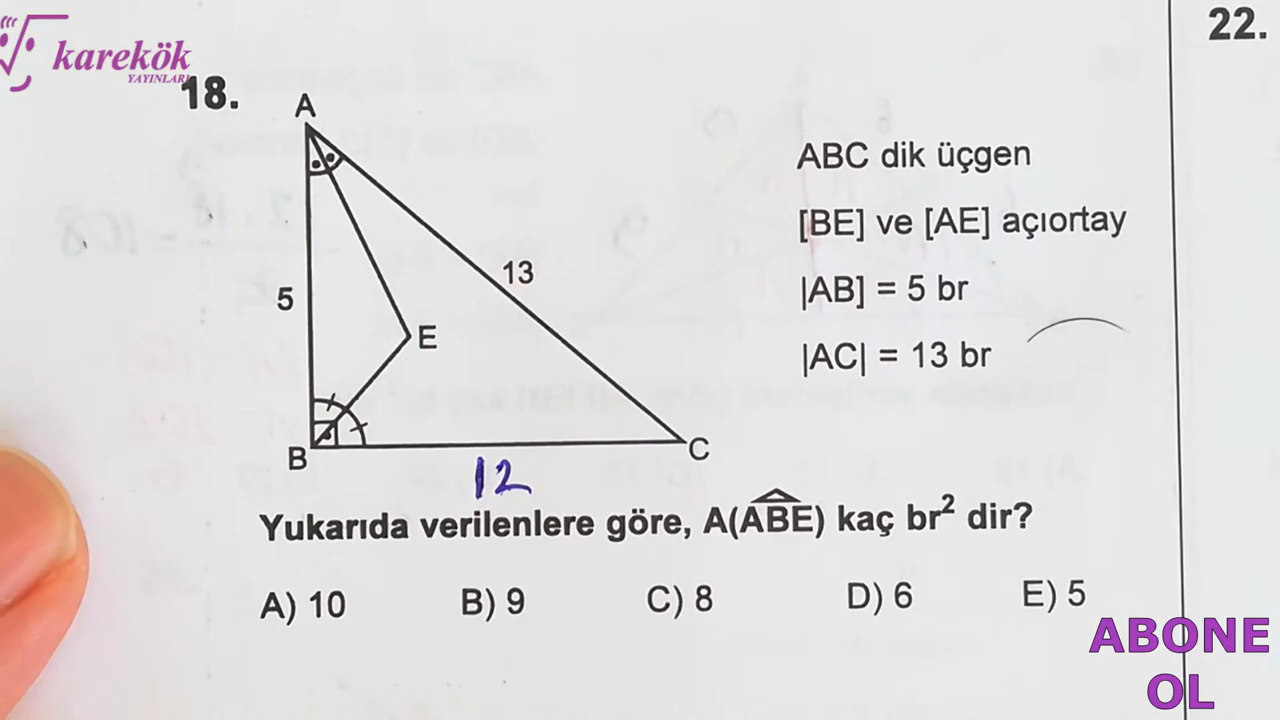 karekök
YAYINLARI
22.
18.
A
5
13
E
B
C
12
ABC dik üçgen
[BE] ve [AE] açıortay
|AB] = 5 br
|AC| = 13 br
Yukarıda verilenlere göre, A(ABE) kaç br² dir?
A) 10 B) 9 C) 8 D) 6 E) 5
ABONE
OL